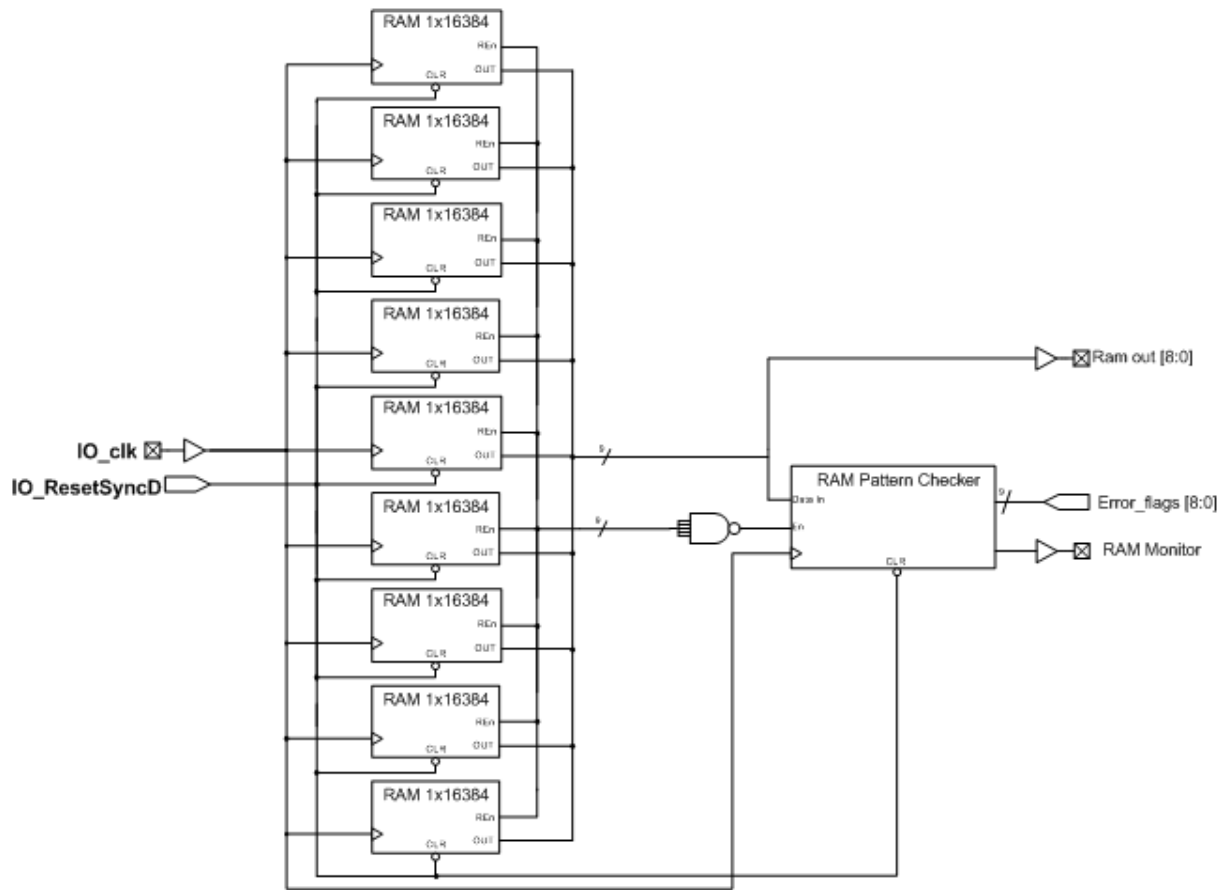 RAM 1x16384
REn
OUT
CLR
RAM 1x16384
REn
OUT
CLR
RAM 1x16384
REn
OUT
CLR
RAM 1x16384
REn
OUT
CLR
RAM 1x16384
REn
OUT
CLR
RAM 1x16384
REn
OUT
CLR
RAM 1x16384
REn
OUT
CLR
RAM 1x16384
REn
OUT
CLR
RAM 1x16384
REn
OUT
CLR
IO_clk
IO_ResetSyncD
9
9
Ram out [8:0]
RAM Pattern Checker
Data In
En
CLR
9
Error_flags [8:0]
RAM Monitor